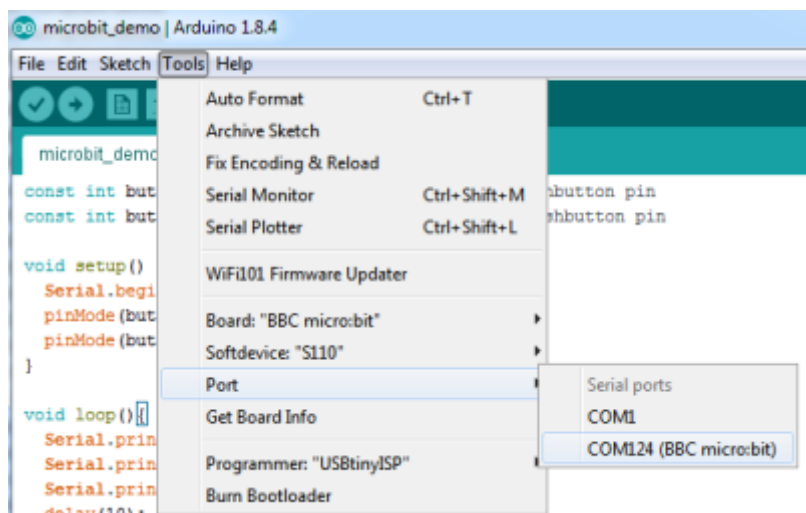 microbit_demo | Arduino 1.8.4
File Edit Sketch Tools Help
microbit_demo
Auto Format Ctrl+T
Archive Sketch
Fix Encoding & Reload
Serial Monitor Ctrl+Shift+M
Serial Plotter Ctrl+Shift+L
WiFi101 Firmware Updater
Board: "BBC micro:bit"
Softdevice: "S110"
Port
Get Board Info
Programmer: "USBtinyISP"
Burn Bootloader
Serial ports
COM1
COM124 (BBC micro:bit)
const int but hbutton pin
const int but shbutton pin
void setup()
Serial.begi
pinMode(but
pinMode(but
}
void loop(){
Serial.prin
Serial.prin
Serial.prin
delay(10);